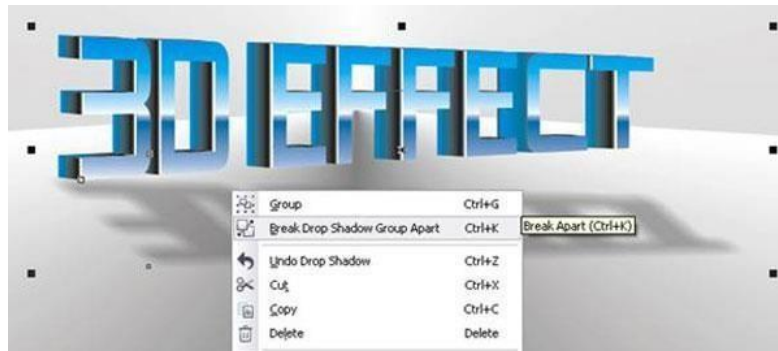 3D EFFECT
Group Ctrl+G
Break Drop Shadow Group Apart Ctrl+K
Break Apart (Ctrl+K)
Undo Drop Shadow Ctrl+Z
Cut Ctrl+X
Copy Ctrl+C
Delete Delete